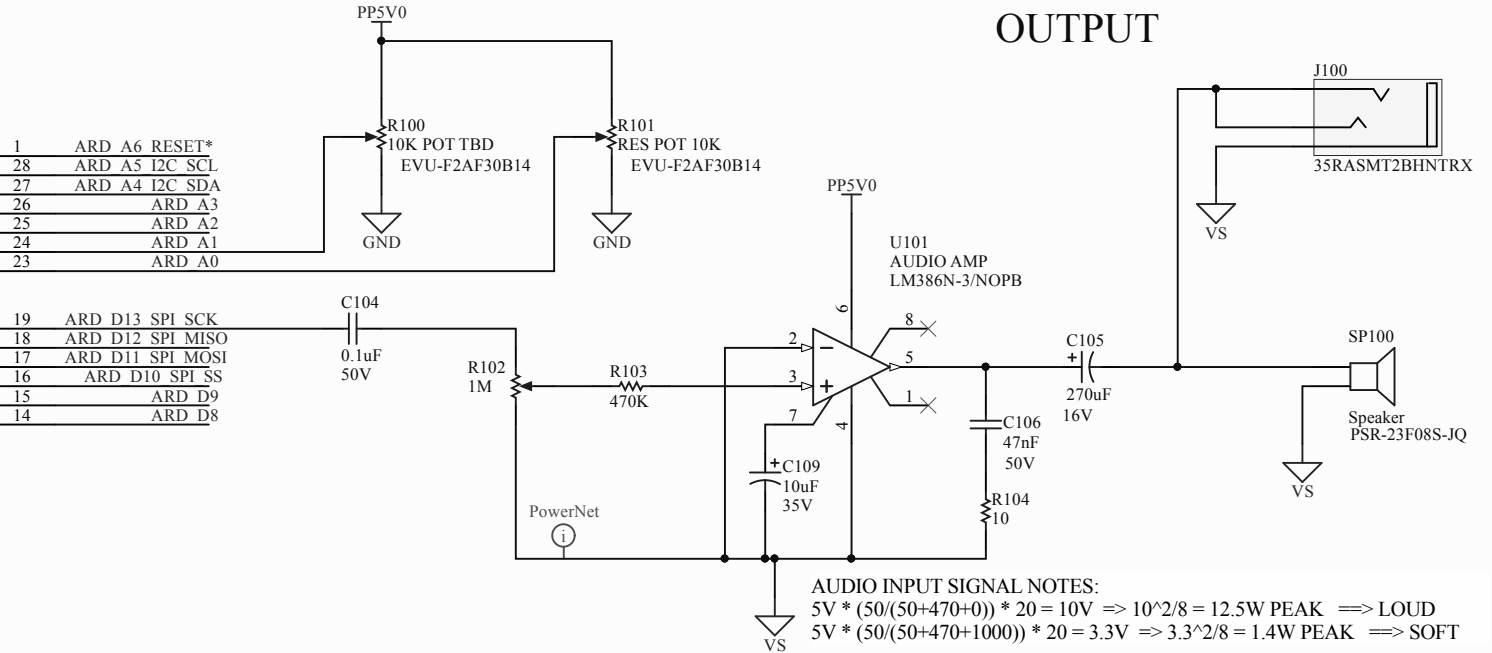 OUTPUT
PP5V0
J100
35RASMT2BHNTRX
VS
R100
10K POT TBD
EVU-F2AF30B14
R101
RES POT 10K
EVU-F2AF30B14
GND
GND
1 ARD_A6_RESET*
28 ARD_A5_I2C_SCL
27 ARD_A4_I2C_SDA
26 ARD_A3
25 ARD_A2
24 ARD_A1
23 ARD_A0
19 ARD_D13_SPI_SCK
18 ARD_D12_SPI_MISO
17 ARD_D11_SPI_MOSI
16 ARD_D10_SPI_SS
15 ARD_D9
14 ARD_D8
C104
0.1uF
50V
R102
1M
R103
470K
PP5V0
U101
AUDIO AMP
LM386N-3/NOPB
6
8
2
5
3
1
7
4
C109
10uF
35V
C105
270uF
16V
C106
47nF
50V
R104
10
SP100
Speaker
PSR-23F08S-JQ
VS
PowerNet
i
VS
AUDIO INPUT SIGNAL NOTES:
5V * (50/(50+470+0)) * 20 = 10V => 10^2/8 = 12.5W PEAK ==> LOUD
5V * (50/(50+470+1000)) * 20 = 3.3V => 3.3^2/8 = 1.4W PEAK ==> SOFT